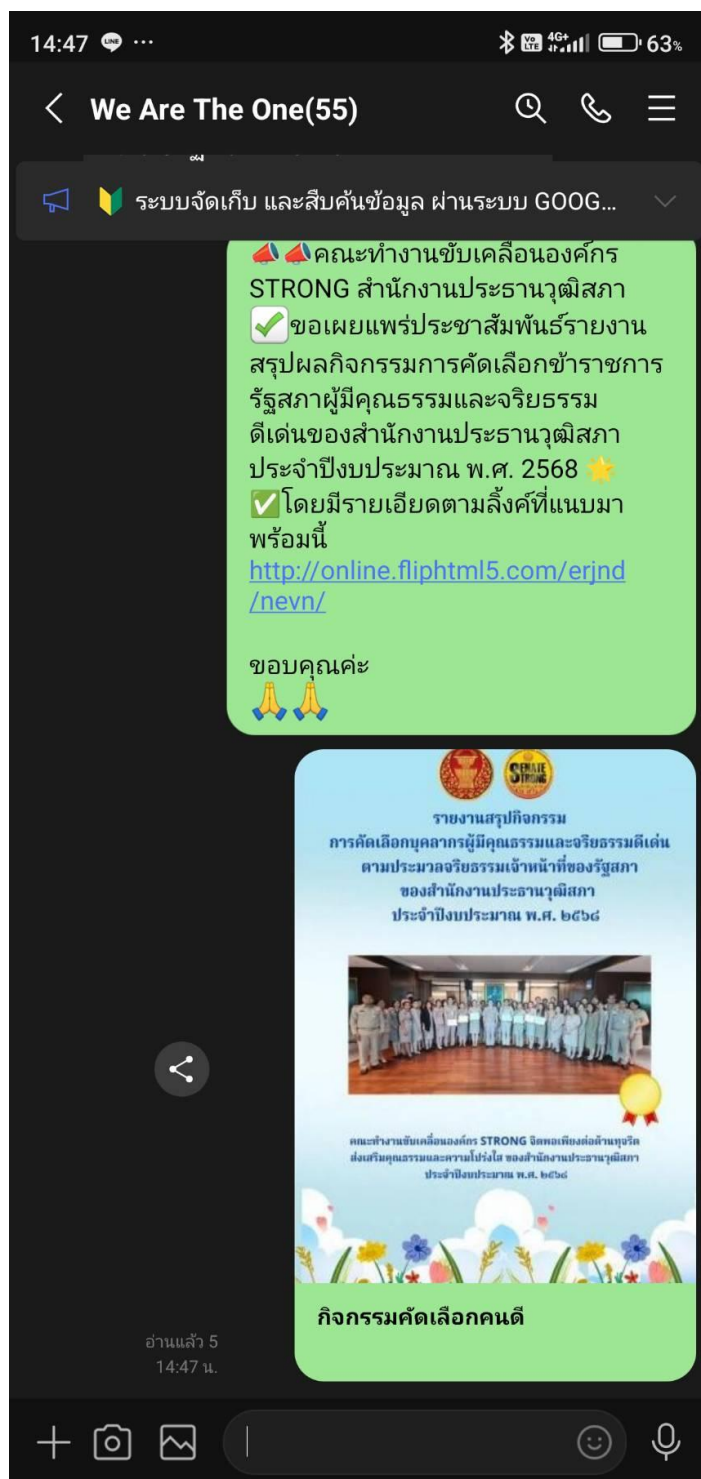 14:47
Vo LTE 4G+ 63%
We Are The One(55)
ระบบจัดเก็บ และสืบค้นข้อมูล ผ่านระบบ GOOG...
คณะทำงานขับเคลื่อนองค์กร
STRONG สำนักงานประธานวุฒิสภา
ขอเผยแพร่ประชาสัมพันธ์รายงาน
สรุปผลกิจกรรมการคัดเลือกข้าราชการ
รัฐสภาผู้มีคุณธรรมและจริยธรรม
ดีเด่นของสำนักงานประธานวุฒิสภา
ประจำปีงบประมาณ พ.ศ. 2568
โดยมีรายเอียดตามลิ้งค์ที่แนบมา
พร้อมนี้
http://online.fliphtml5.com/erjnd
/nevn/
ขอบคุณค่ะ
SENATE
STRONG
รายงานสรุปกิจกรรม
การคัดเลือกบุคลากรผู้มีคุณธรรมและจริยธรรมดีเด่น
ตามประมวลจริยธรรมเจ้าหน้าที่ของรัฐสภา
ของสำนักงานประธานวุฒิสภา
ประจำปีงบประมาณ พ.ศ. ๒๕๖๘
คณะทำงานขับเคลื่อนองค์กร STRONG จิตพอเพียงต่อต้านทุจริต
ส่งเสริมคุณธรรมและความโปร่งใส ของสำนักงานประธานวุฒิสภา
ประจำปีงบประมาณ พ.ศ. ๒๕๖๘
กิจกรรมคัดเลือกคนดี
อ่านแล้ว 5
14:47 น.